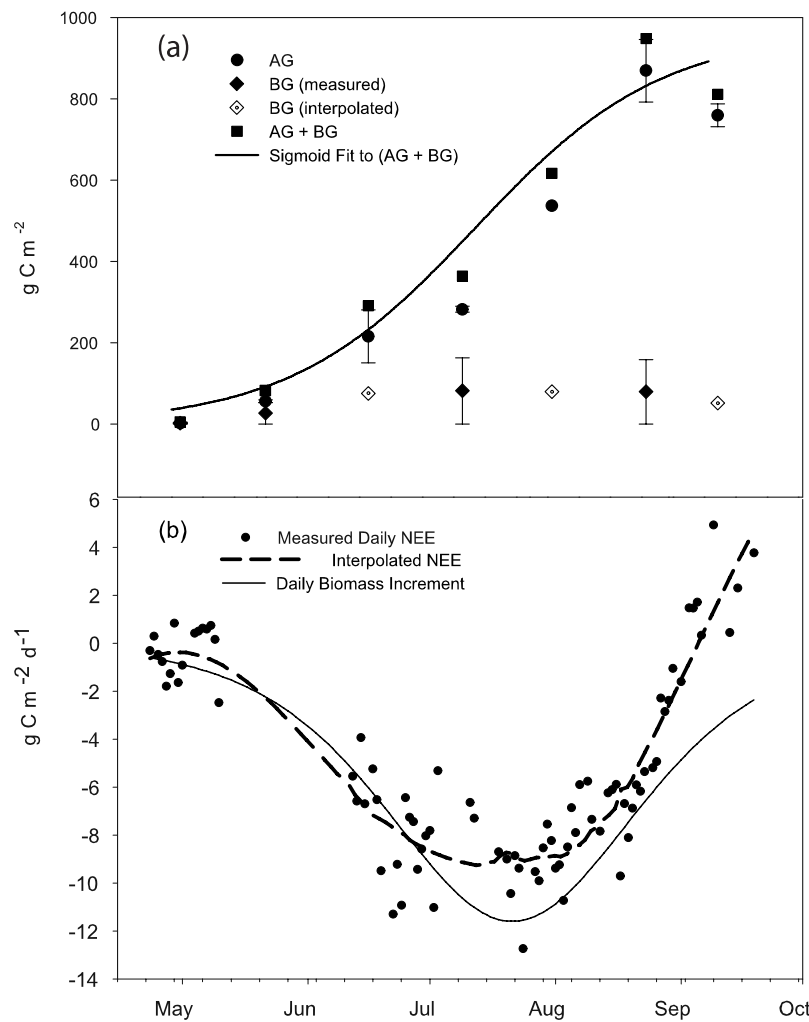 1000
(a)
AG
BG (measured)
BG (interpolated)
AG + BG
Sigmoid Fit to (AG + BG)
800
600
400
200
0
g C m -2
6
(b)
Measured Daily NEE
Interpolated NEE
Daily Biomass Increment
4
2
0
-2
-4
-6
-8
-10
-12
-14
g C m-2 d-1
May Jun Jul Aug Sep Oct